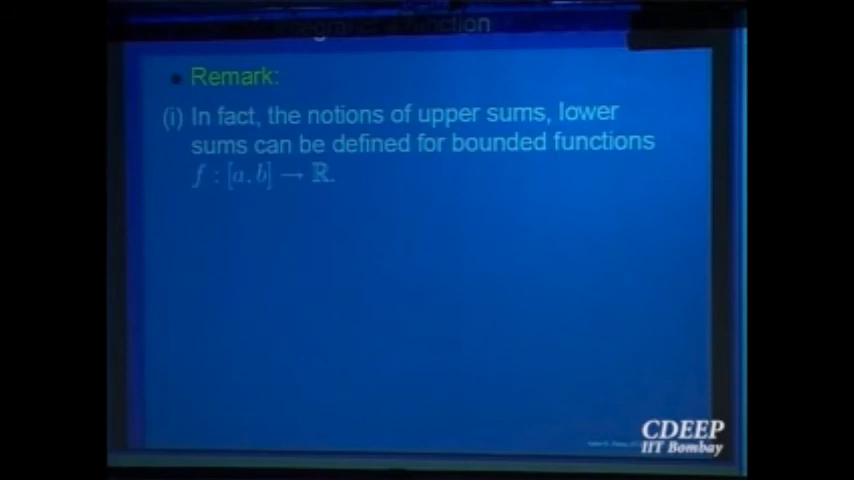 function
• Remark:
(i) In fact, the notions of upper sums, lower
sums can be defined for bounded functions
f : [a, b] → ℝ.
CDEEP
IIT Bombay